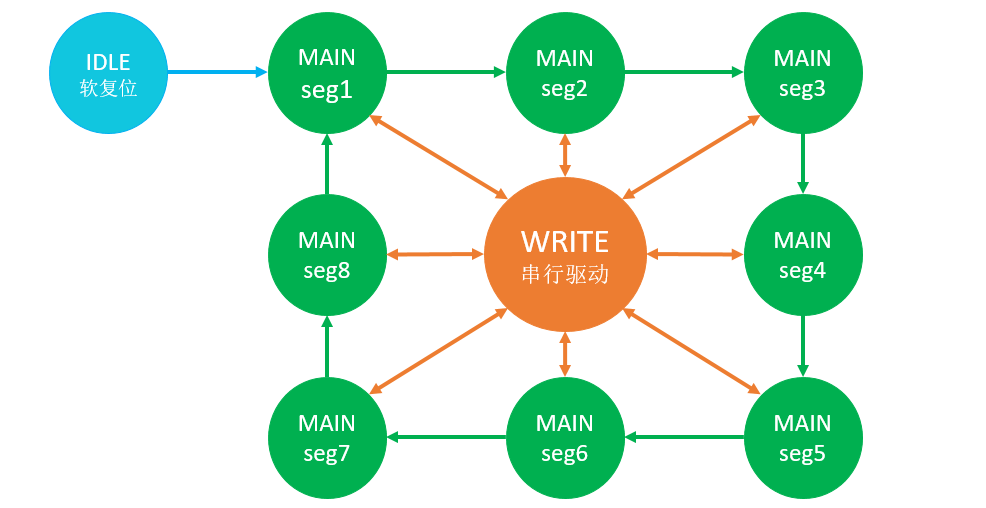 IDLE
软复位
MAIN
seg1
MAIN
seg2
MAIN
seg3
MAIN
seg8
WRITE
串行驱动
MAIN
seg4
MAIN
seg7
MAIN
seg6
MAIN
seg5